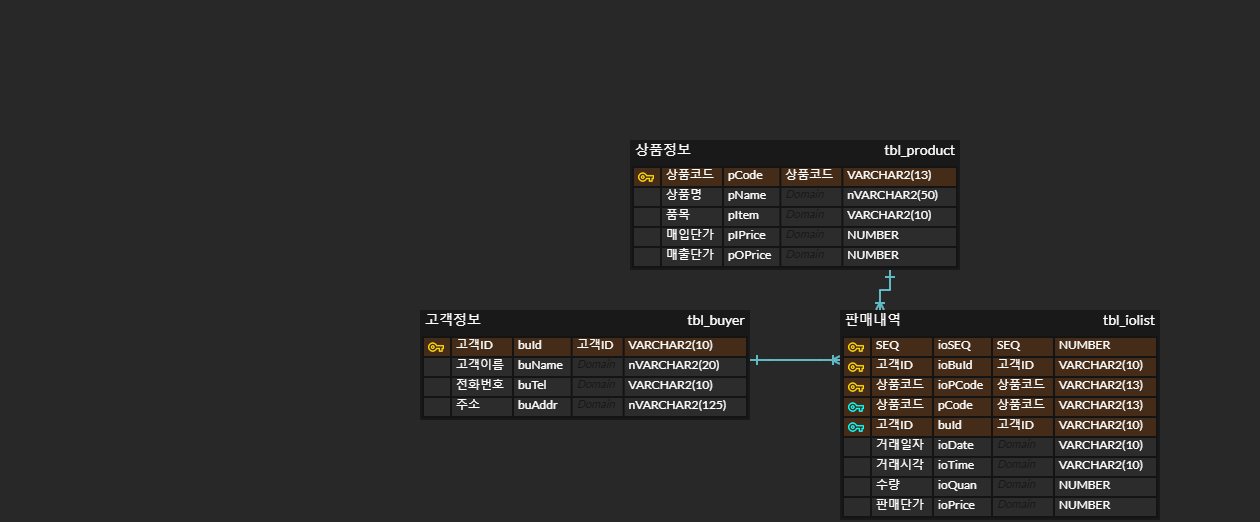 상품정보 tbl_product
상품코드 pCode 상품코드 VARCHAR2(13)
상품명 pName Domain nVARCHAR2(50)
품목 pItem Domain VARCHAR2(10)
매입단가 pIPrice Domain NUMBER
매출단가 pOPrice Domain NUMBER
고객정보 tbl_buyer
고객ID buId 고객ID VARCHAR2(10)
고객이름 buName Domain nVARCHAR2(20)
전화번호 buTel Domain VARCHAR2(10)
주소 buAddr Domain nVARCHAR2(125)
판매내역 tbl_iolist
SEQ ioSEQ SEQ NUMBER
고객ID ioBuId 고객ID VARCHAR2(10)
상품코드 ioPCode 상품코드 VARCHAR2(13)
상품코드 pCode 상품코드 VARCHAR2(13)
고객ID buId 고객ID VARCHAR2(10)
거래일자 ioDate Domain VARCHAR2(10)
거래시각 ioTime Domain VARCHAR2(10)
수량 ioQuan Domain NUMBER
판매단가 ioPrice Domain NUMBER